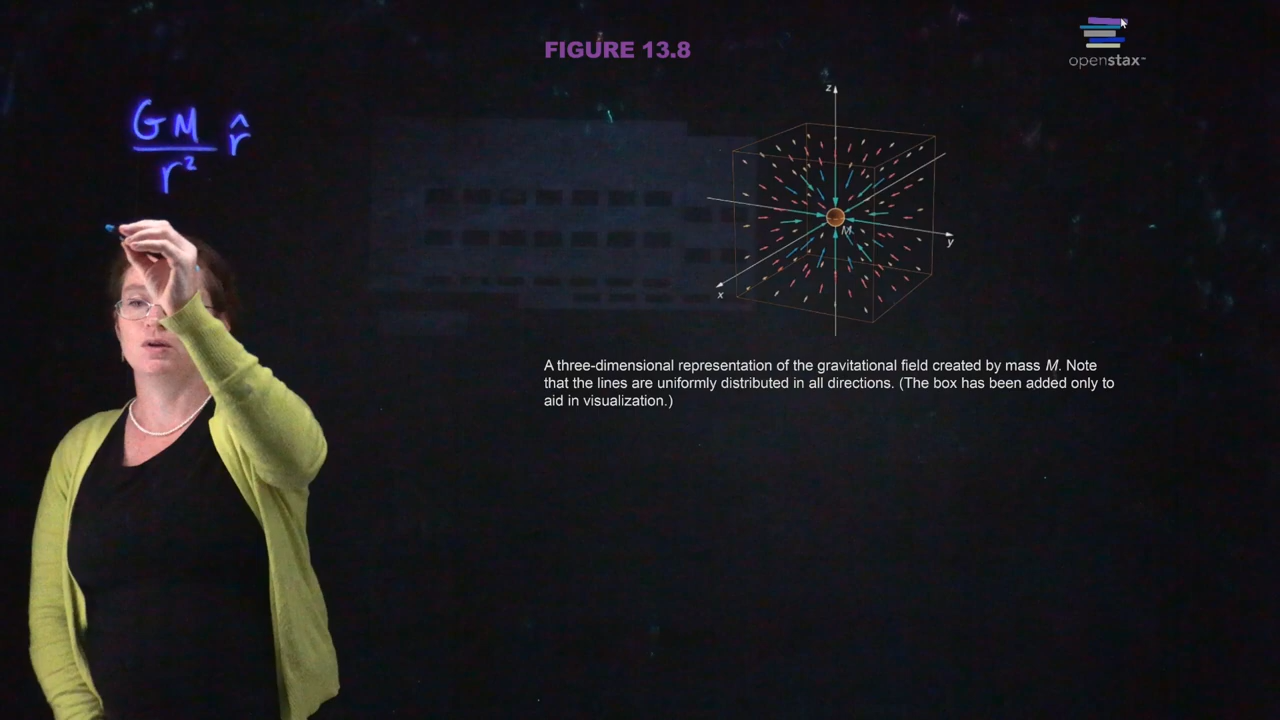 FIGURE 13.8
openstax™
GM
r² r̂
z
M
y
x
A three-dimensional representation of the gravitational field created by mass M. Note
that the lines are uniformly distributed in all directions. (The box has been added only to
aid in visualization.)